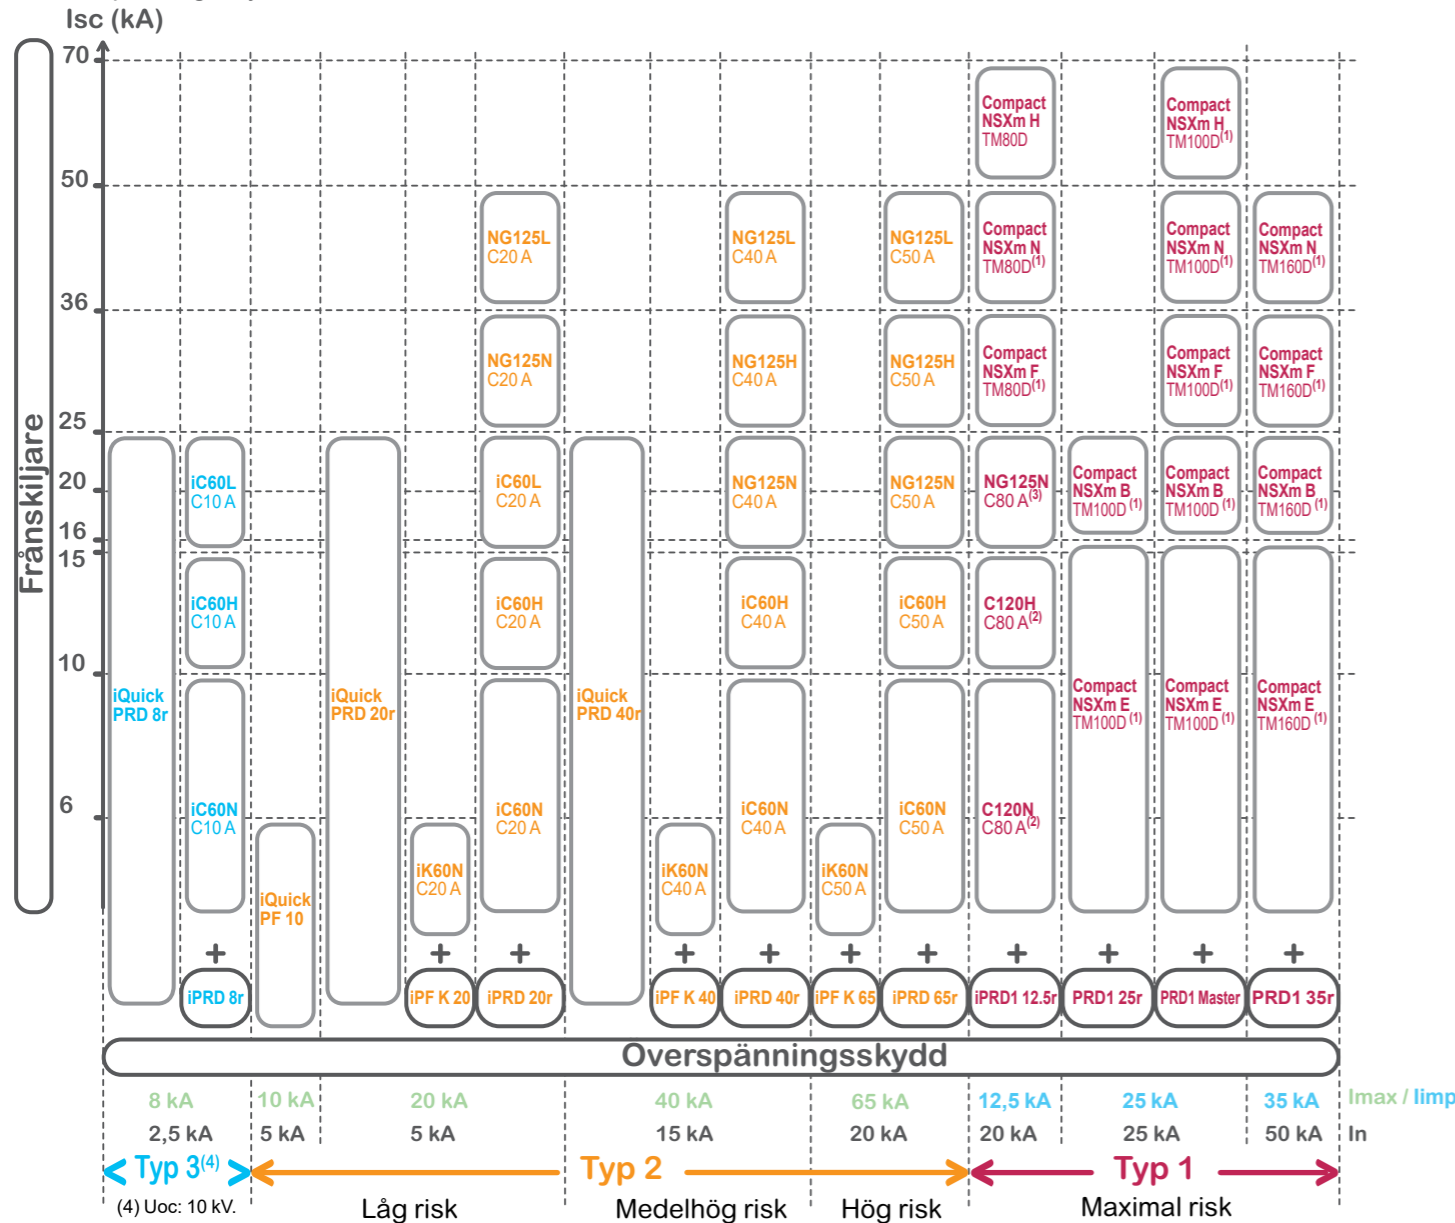 Isc (kA)
Frånskiljare
70
50
36
25
20
16
15
10
6
Compact
NSXm H
TM80D
Compact
NSXm H
TM100D(1)
NG125L
C20 A
NG125L
C40 A
NG125L
C50 A
Compact
NSXm N
TM80D(1)
Compact
NSXm N
TM100D(1)
Compact
NSXm N
TM160D(1)
NG125N
C20 A
NG125H
C40 A
NG125H
C50 A
Compact
NSXm F
TM80D(1)
Compact
NSXm F
TM100D(1)
Compact
NSXm F
TM160D(1)
iC60L
C10 A
iC60L
C20 A
NG125N
C40 A
NG125N
C50 A
NG125N
C80 A(3)
Compact
NSXm B
TM100D (1)
Compact
NSXm B
TM100D (1)
Compact
NSXm B
TM160D (1)
iC60H
C10 A
iC60H
C20 A
iC60H
C40 A
iC60H
C50 A
C120H
C80 A(2)
iQuick
PRD 8r
iQuick
PRD 20r
iQuick
PRD 40r
Compact
NSXm E
TM100D (1)
Compact
NSXm E
TM100D (1)
Compact
NSXm E
TM160D (1)
iC60N
C10 A
iC60N
C20 A
iC60N
C40 A
iC60N
C50 A
C120N
C80 A(2)
iQuick
PF 10
iK60N
C20 A
iK60N
C40 A
iK60N
C50 A
+ + + + + + + + + + +
iPRD 8r iPF K 20 iPRD 20r iPF K 40 iPRD 40r iPF K 65 iPRD 65r iPRD1 12.5r PRD1 25r PRD1 Master PRD1 35r
Overspänningsskydd
8 kA 10 kA 20 kA 40 kA 65 kA 12,5 kA 25 kA 35 kA Imax / Iimp
2,5 kA 5 kA 5 kA 15 kA 20 kA 20 kA 25 kA 50 kA In
Typ 3(4) Typ 2 Typ 1
(4) Uoc: 10 kV. Låg risk Medelhög risk Hög risk Maximal risk